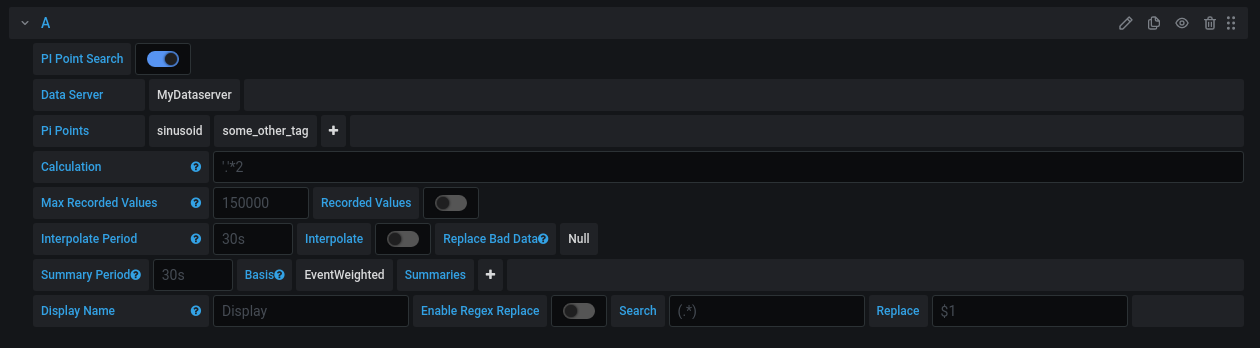 A
PI Point Search
Data Server MyDataserver
PI Points sinusoid some_other_tag +
Calculation ? '.'*2
Max Recorded Values ? 150000 Recorded Values
Interpolate Period ? 30s Interpolate Replace Bad Data ? Null
Summary Period ? 30s Basis ? EventWeighted Summaries +
Display Name ? Display Enable Regex Replace Search (.*) Replace $1